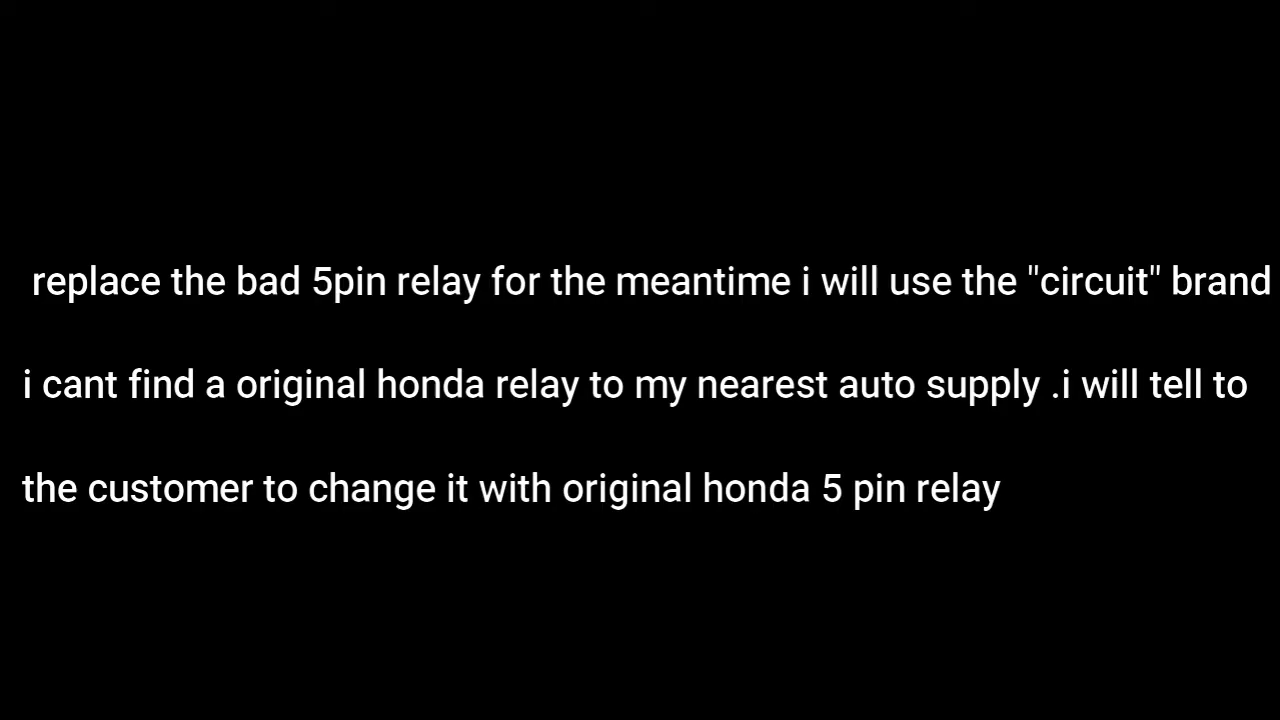 replace the bad 5pin relay for the meantime i will use the "circuit" brand
i cant find a original honda relay to my nearest auto supply .i will tell to
the customer to change it with original honda 5 pin relay